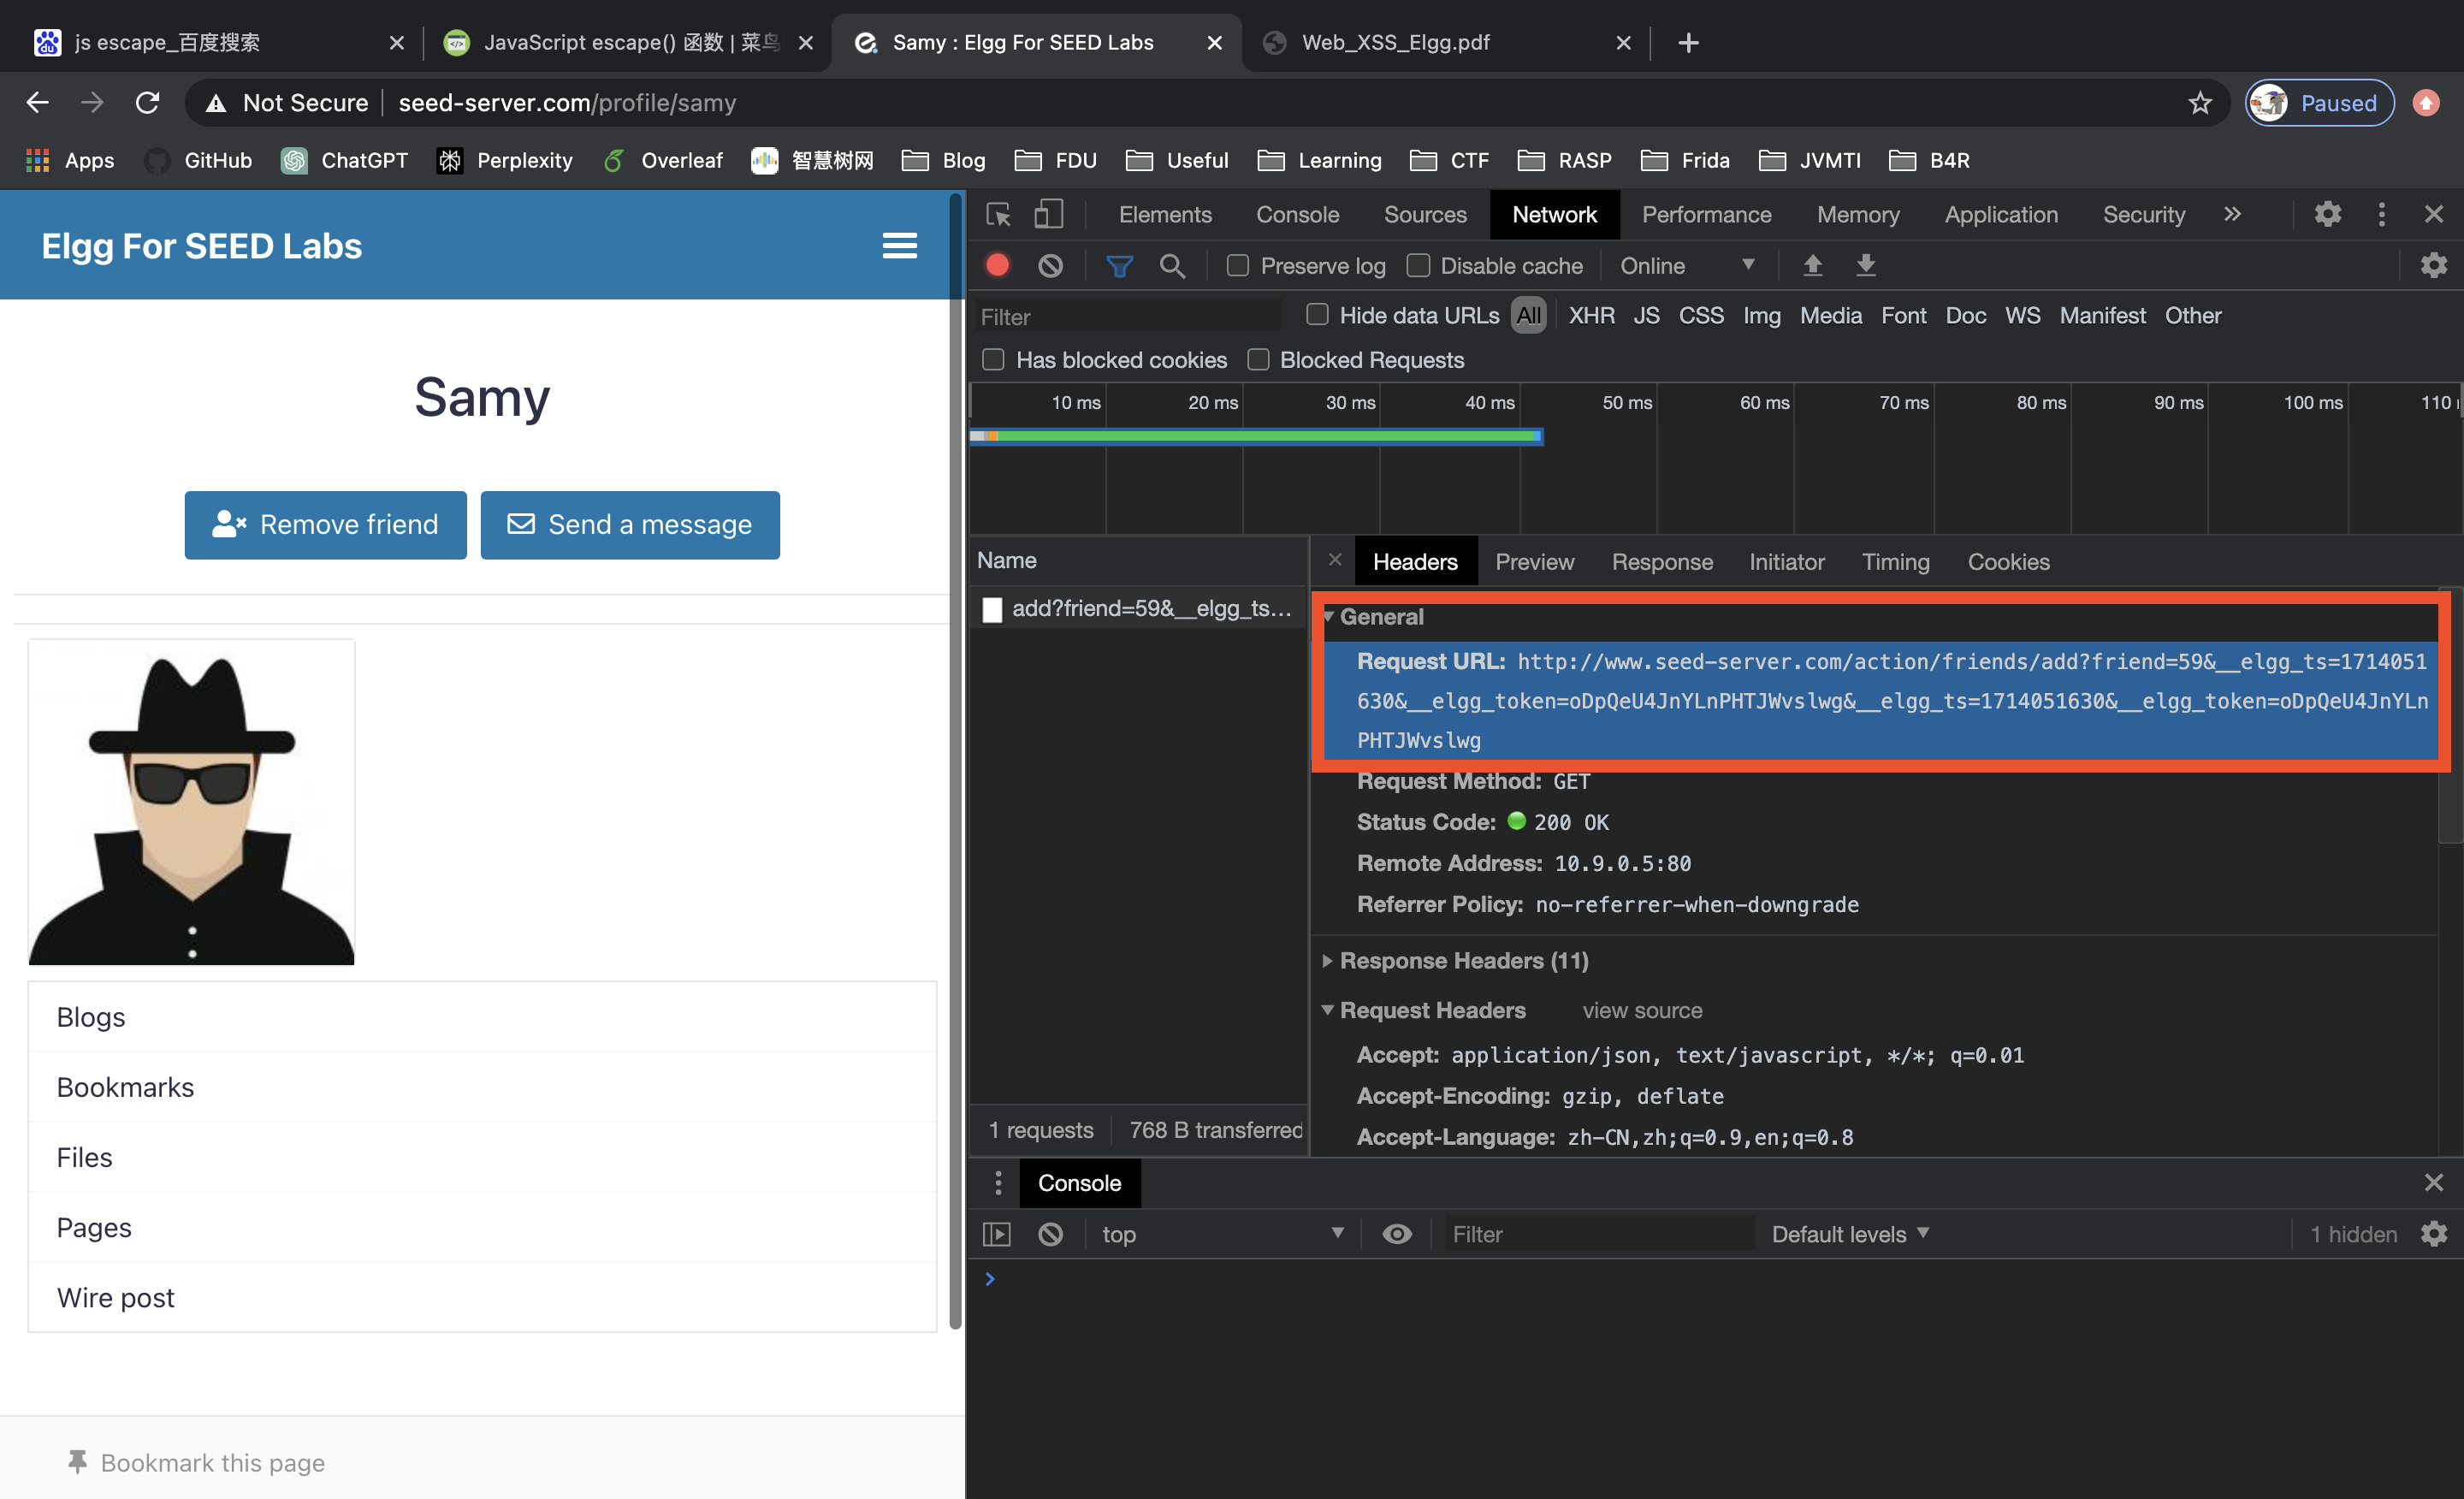 js escape_百度搜索
JavaScript escape() 函数 | 菜鸟
Samy : Elgg For SEED Labs
Web_XSS_Elgg.pdf
Not Secure
seed-server.com/profile/samy
Paused
Apps
GitHub
ChatGPT
Perplexity
Overleaf
智慧树网
Blog
FDU
Useful
Learning
CTF
RASP
Frida
JVMTI
B4R
Elgg For SEED Labs
Samy
Remove friend
Send a message
Blogs
Bookmarks
Files
Pages
Wire post
Bookmark this page
Elements
Console
Sources
Network
Performance
Memory
Application
Security
Preserve log
Disable cache
Online
Filter
Hide data URLs
All
XHR
JS
CSS
Img
Media
Font
Doc
WS
Manifest
Other
Has blocked cookies
Blocked Requests
10 ms
20 ms
30 ms
40 ms
50 ms
60 ms
70 ms
80 ms
90 ms
100 ms
110
Name
Headers
Preview
Response
Initiator
Timing
Cookies
add?friend=59&__elgg_ts...
General
Request URL: http://www.seed-server.com/action/friends/add?friend=59&__elgg_ts=1714051
630&__elgg_token=oDpQeU4JnYLnPHTJWvslwg&__elgg_ts=1714051630&__elgg_token=oDpQeU4JnYLn
PHTJWvslwg
Request Method: GET
Status Code: 200 OK
Remote Address: 10.9.0.5:80
Referrer Policy: no-referrer-when-downgrade
Response Headers (11)
Request Headers
view source
Accept: application/json, text/javascript, */*; q=0.01
Accept-Encoding: gzip, deflate
Accept-Language: zh-CN,zh;q=0.9,en;q=0.8
1 requests
768 B transferred
Console
top
Filter
Default levels
1 hidden